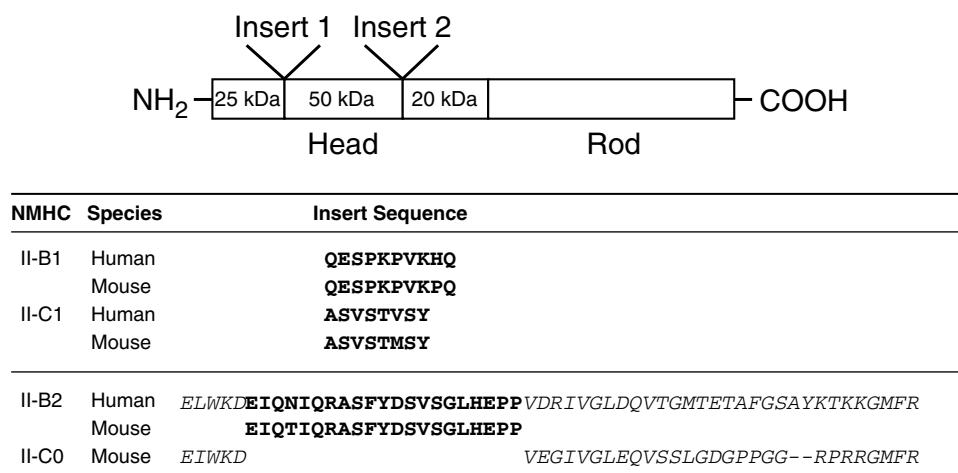 Insert 1 Insert 2
NH2 25 kDa 50 kDa 20 kDa COOH
Head Rod
NMHC Species Insert Sequence
II-B1 Human QESPKPVKHQ
Mouse QESPKPVKPQ
II-C1 Human ASVSTVSY
Mouse ASVSTMSY
II-B2 Human ELWKDEIQNIQRASFYDSVSGLHEPPVDRIVGLDQVTGMTETAFGSAYKTKKGMFR
Mouse EIQTIQRASFYDSVSGLHEPP
II-C0 Mouse EIWKD VEGIVGLEQVSSLGDGPPGG--RPRRGMFR